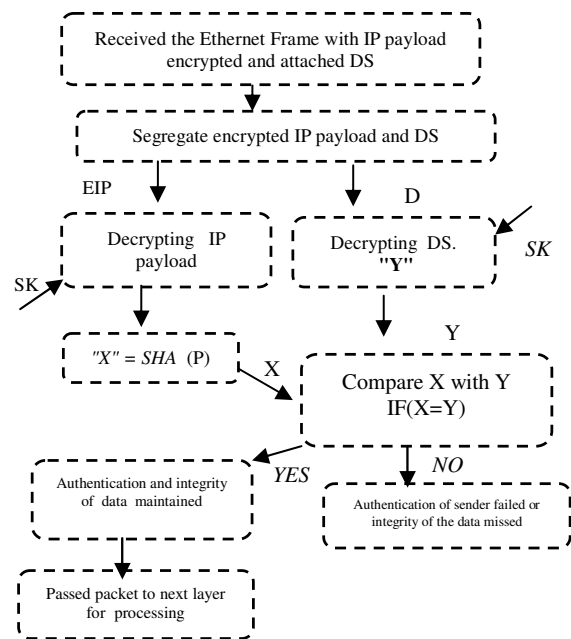 Received the Ethernet Frame with IP payload
encrypted and attached DS
Segregate encrypted IP payload and DS
EIP
D
Decrypting IP
payload
Decrypting DS.
"Y"
SK
SK
"X" = SHA (P)
X
Y
Compare X with Y
IF(X=Y)
YES
NO
Authentication and integrity
of data maintained
Authentication of sender failed or
integrity of the data missed
Passed packet to next layer
for processing